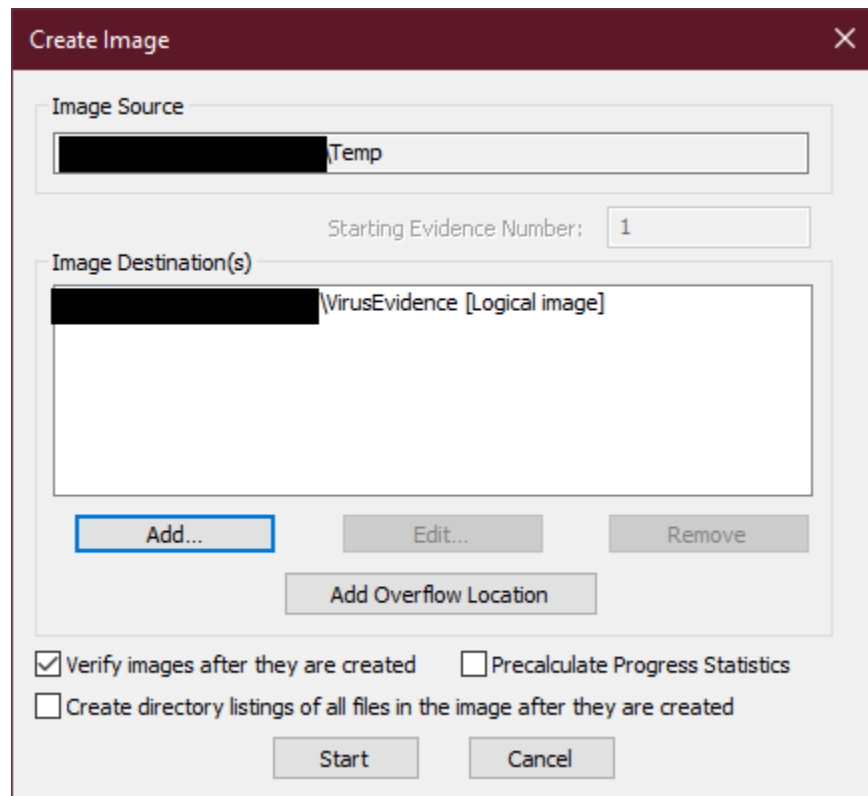 Create Image
Image Source
\Temp
Starting Evidence Number: 1
Image Destination(s)
\VirusEvidence [Logical image]
Add... Edit... Remove
Add Overflow Location
Verify images after they are created Precalculate Progress Statistics
Create directory listings of all files in the image after they are created
Start Cancel